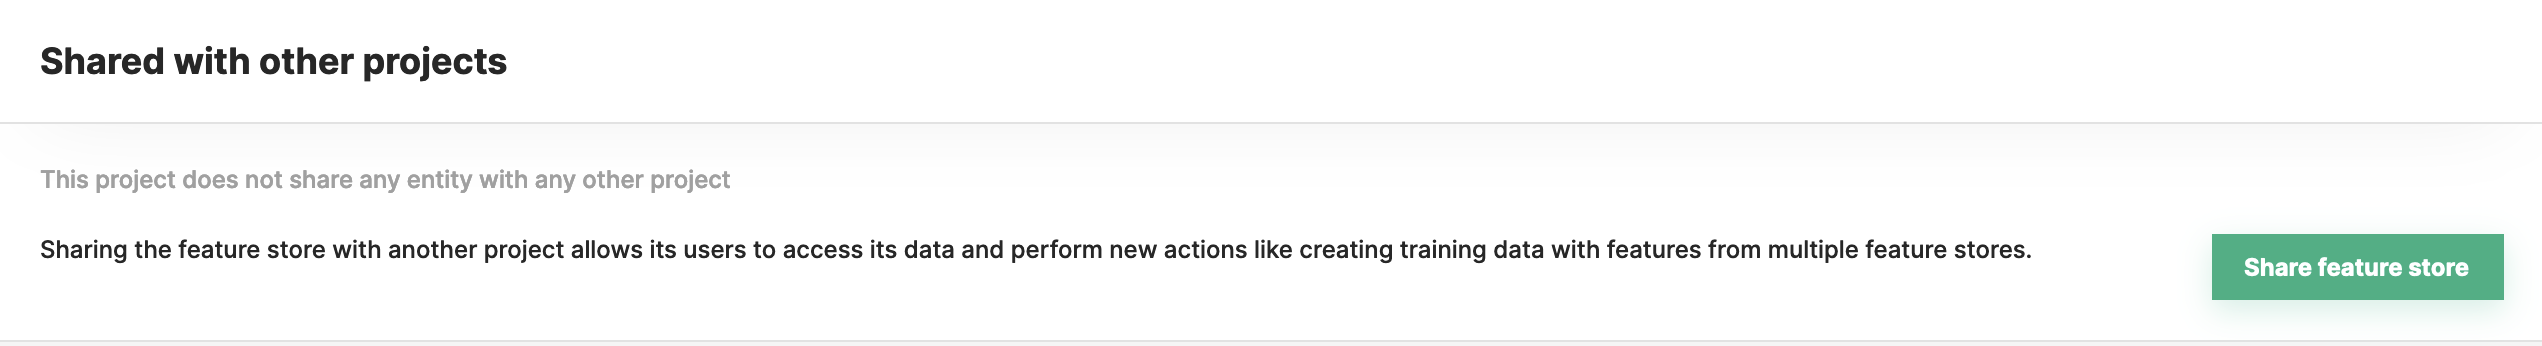 Shared with other projects
This project does not share any entity with any other project
Sharing the feature store with another project allows its users to access its data and perform new actions like creating training data with features from multiple feature stores.
Share feature store